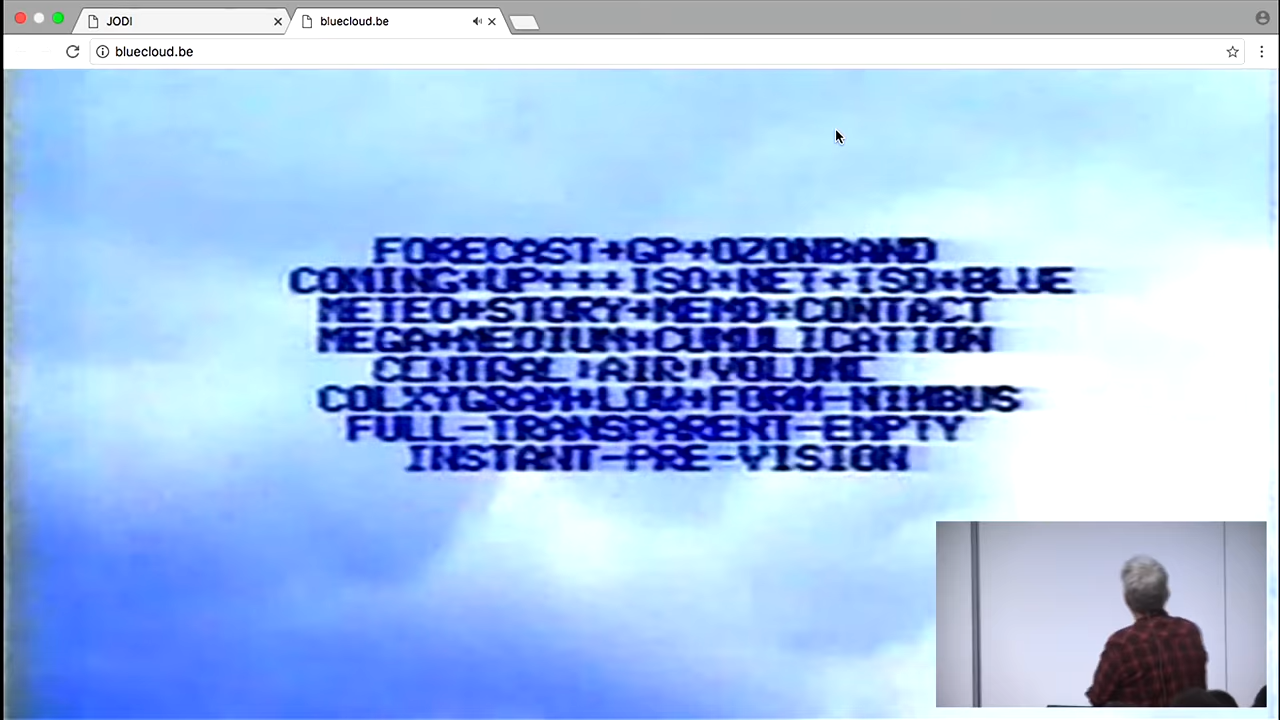 JODI
bluecloud.be
bluecloud.be
FORECAST+GP+OZONBAND
COMING+UP+++ISO+NET+ISO+BLUE
METEO+STORY+MEMO+CONTACT
MEGA+MEDIUM+CUMULICATION
CENTRAL+AIR+VOLUME
COLXYGRAM+LOW+FORM-NIMBUS
FULL-TRANSPARENT-EMPTY
INSTANT-PRE-VISION